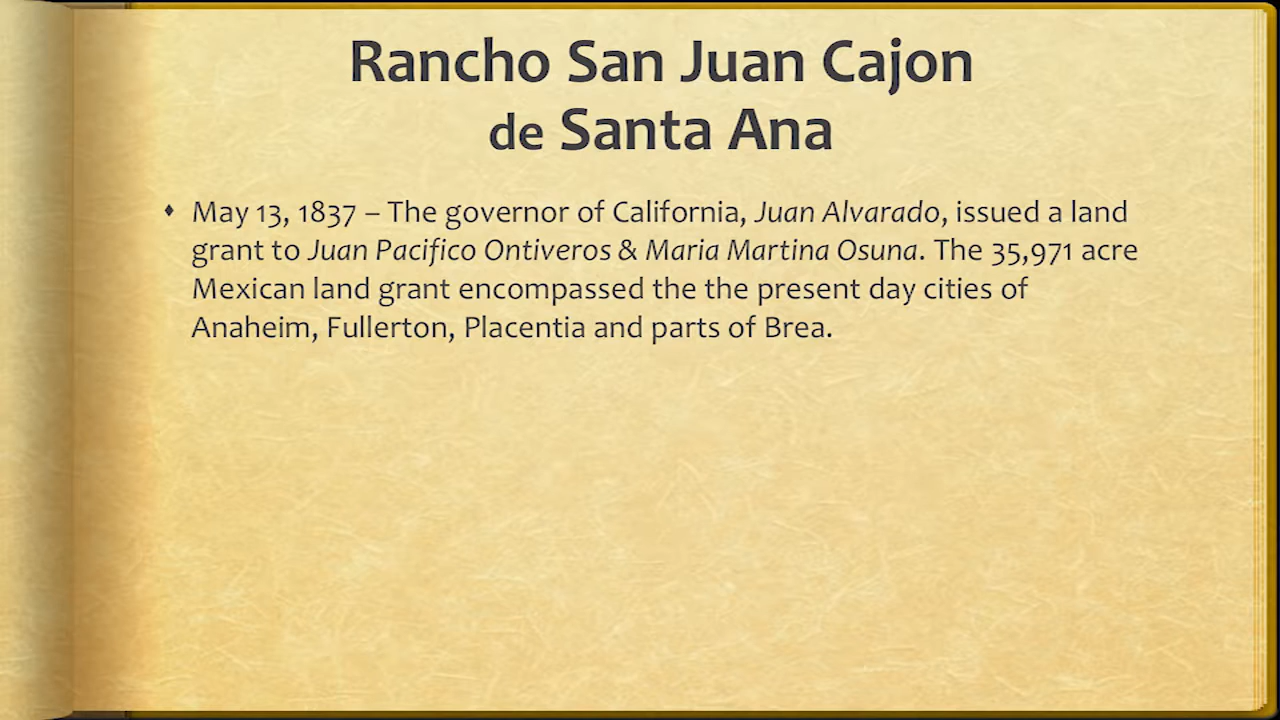 Rancho San Juan Cajon
de Santa Ana
♦ May 13, 1837 – The governor of California, Juan Alvarado, issued a land
grant to Juan Pacifico Ontiveros & Maria Martina Osuna. The 35,971 acre
Mexican land grant encompassed the the present day cities of
Anaheim, Fullerton, Placentia and parts of Brea.